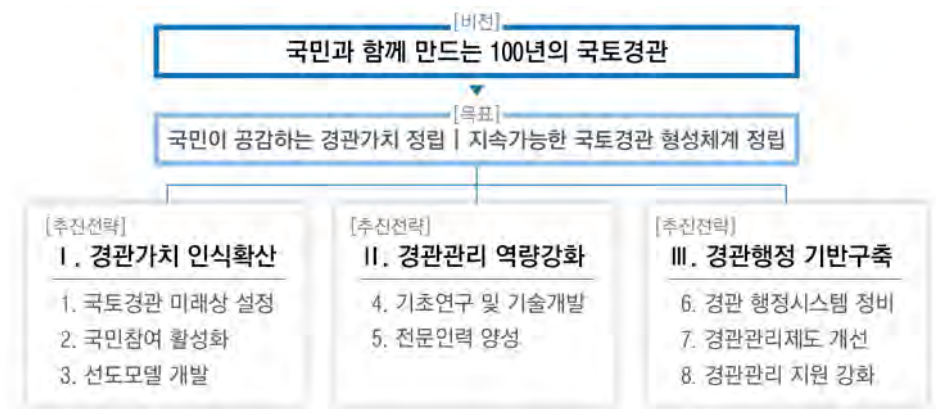 [비전]
국민과 함께 만드는 100년의 국토경관
[목표]
국민이 공감하는 경관가치 정립 | 지속가능한 국토경관 형성체계 정립
[추진전략]
Ⅰ. 경관가치 인식확산
1. 국토경관 미래상 설정
2. 국민참여 활성화
3. 선도모델 개발
[추진전략]
Ⅱ. 경관관리 역량강화
4. 기초연구 및 기술개발
5. 전문인력 양성
[추진전략]
Ⅲ. 경관행정 기반구축
6. 경관 행정시스템 정비
7. 경관관리제도 개선
8. 경관관리 지원 강화